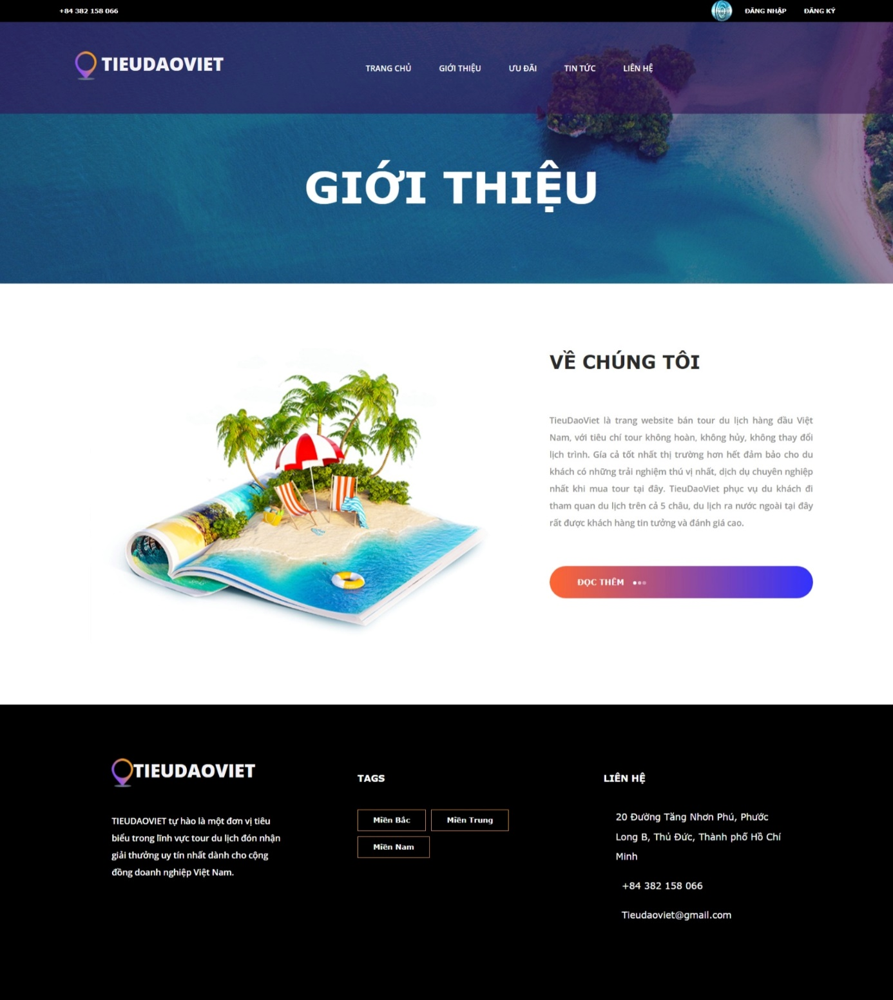 +84 382 158 066
ĐĂNG NHẬP
ĐĂNG KÝ
TIEUDAOVIET
TRANG CHỦ
GIỚI THIỆU
ƯU ĐÃI
TIN TỨC
LIÊN HỆ
GIỚI THIỆU
VỀ CHÚNG TÔI
TieuDaoViet là trang website bán tour du lịch hàng đầu Việt
Nam, với tiêu chí tour không hoàn, không hủy, không thay đổi
lịch trình. Gía cả tốt nhất thị trường hơn hết đảm bảo cho du
khách có những trải nghiệm thú vị nhất, dịch dụ chuyên nghiệp
nhất khi mua tour tại đây. TieuDaoViet phục vụ du khách đi
tham quan du lịch trên cả 5 châu, du lịch ra nước ngoài tại đây
rất được khách hàng tin tưởng và đánh giá cao.
ĐỌC THÊM
TIEUDAOVIET
TIEUDAOVIET tự hào là một đơn vị tiêu
biểu trong lĩnh vực tour du lịch đón nhận
giải thưởng uy tín nhất dành cho cộng
đồng doanh nghiệp Việt Nam.
TAGS
Miền Bắc
Miền Trung
Miền Nam
LIÊN HỆ
20 Đường Tăng Nhơn Phú, Phước
Long B, Thủ Đức, Thành phố Hồ Chí
Minh
+84 382 158 066
Tieudaoviet@gmail.com